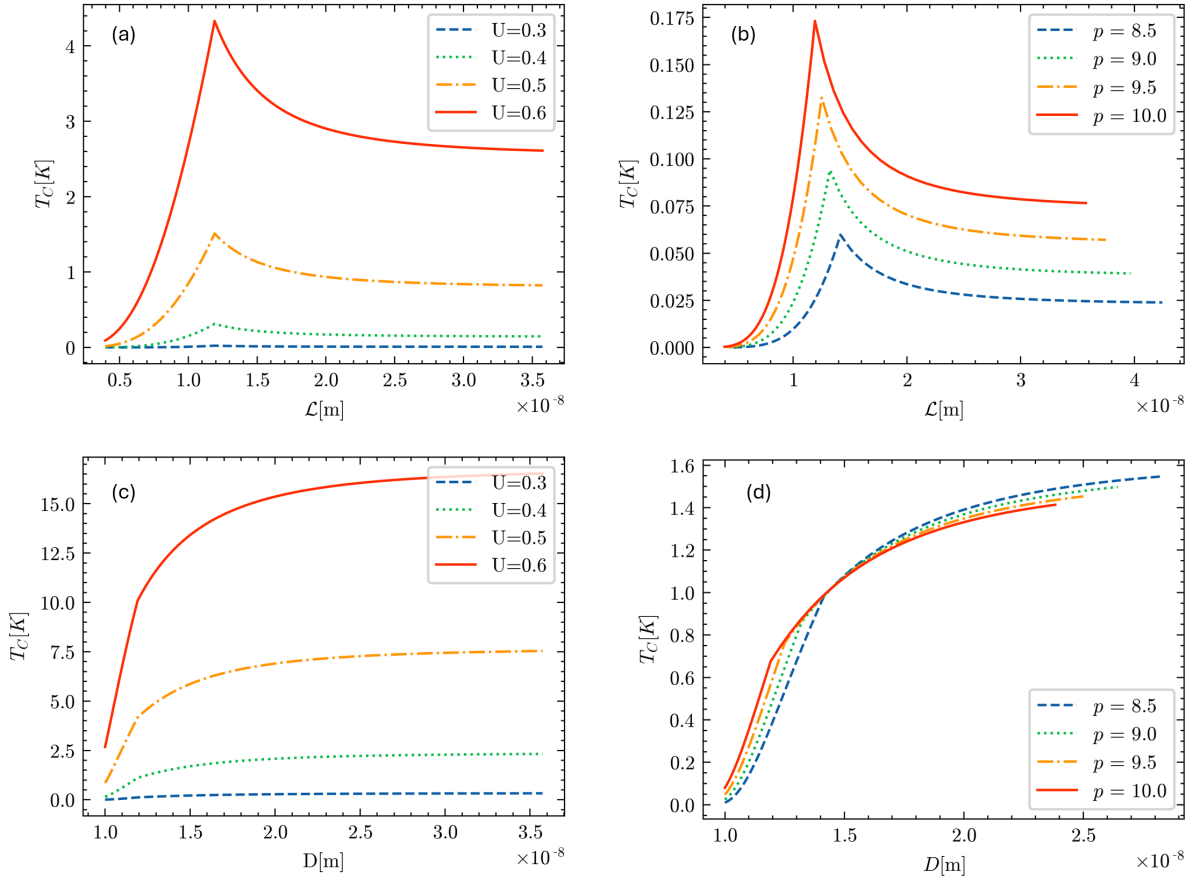 (a)
U=0.3
U=0.4
U=0.5
U=0.6
4
3
2
1
0
T_C[K]
0.5 1.0 1.5 2.0 2.5 3.0 3.5
×10⁻⁸
ℒ[m]
(b)
p = 8.5
p = 9.0
p = 9.5
p = 10.0
0.175
0.150
0.125
0.100
0.075
0.050
0.025
0.000
T_C[K]
1 2 3 4
×10⁻⁸
ℒ[m]
(c)
U=0.3
U=0.4
U=0.5
U=0.6
15.0
12.5
10.0
7.5
5.0
2.5
0.0
T_C[K]
1.0 1.5 2.0 2.5 3.0 3.5
×10⁻⁸
D[m]
(d)
1.6
1.4
1.2
1.0
0.8
0.6
0.4
0.2
0.0
T_C[K]
p = 8.5
p = 9.0
p = 9.5
p = 10.0
1.0 1.5 2.0 2.5
×10⁻⁸
D[m]